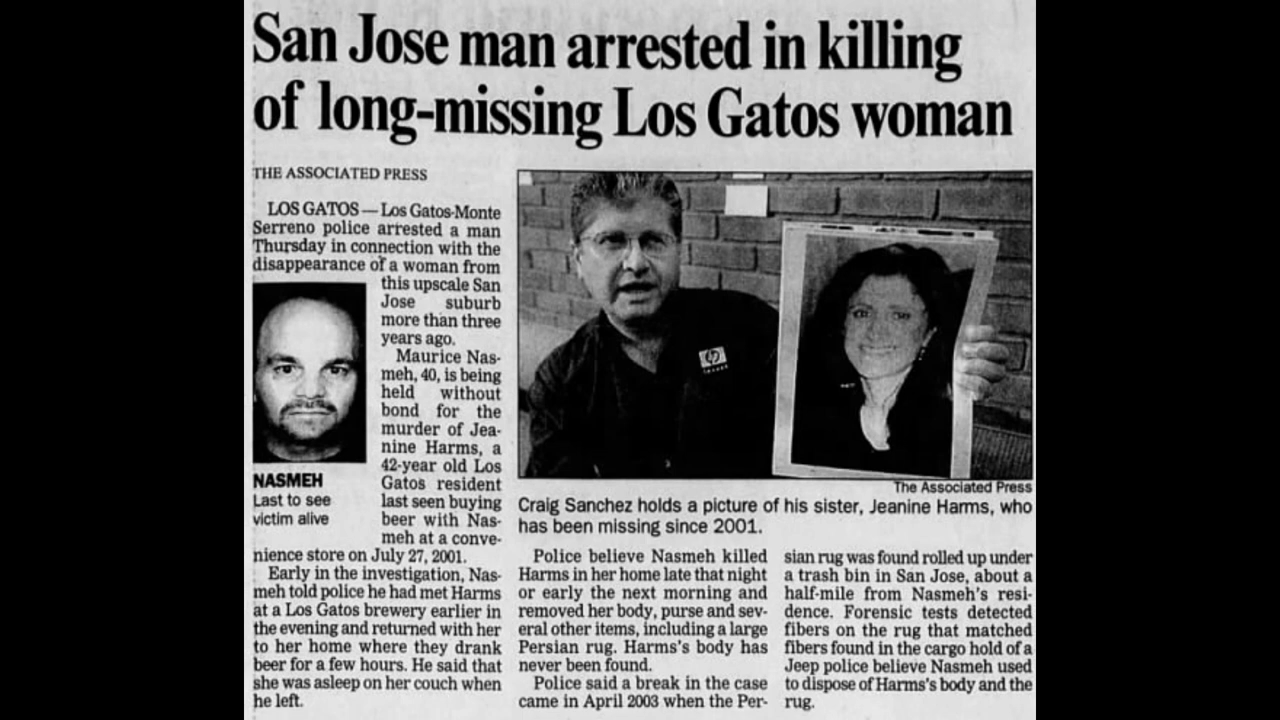 San Jose man arrested in killing
of long-missing Los Gatos woman
THE ASSOCIATED PRESS
LOS GATOS — Los Gatos-Monte
Serreno police arrested a man
Thursday in connection with the
disappearance of a woman from
this upscale San
Jose suburb
more than three
years ago.
Maurice Nas-
meh, 40, is being
held without
bond for the
murder of Jea-
nine Harms, a
42-year old Los
Gatos resident
last seen buying
beer with Nas-
meh at a conve-
NASMEH
Last to see
victim alive
nience store on July 27, 2001.
Early in the investigation, Nas-
meh told police he had met Harms
at a Los Gatos brewery earlier in
the evening and returned with her
to her home where they drank
beer for a few hours. He said that
she was asleep on her couch when
he left.
hp
The Associated Press
Craig Sanchez holds a picture of his sister, Jeanine Harms, who
has been missing since 2001.
Police believe Nasmeh killed
Harms in her home late that night
or early the next morning and
removed her body, purse and sev-
eral other items, including a large
Persian rug. Harms's body has
never been found.
Police said a break in the case
came in April 2003 when the Per-
sian rug was found rolled up under
a trash bin in San Jose, about a
half-mile from Nasmeh's resi-
dence. Forensic tests detected
fibers on the rug that matched
fibers found in the cargo hold of a
Jeep police believe Nasmeh used
to dispose of Harms's body and the
rug.